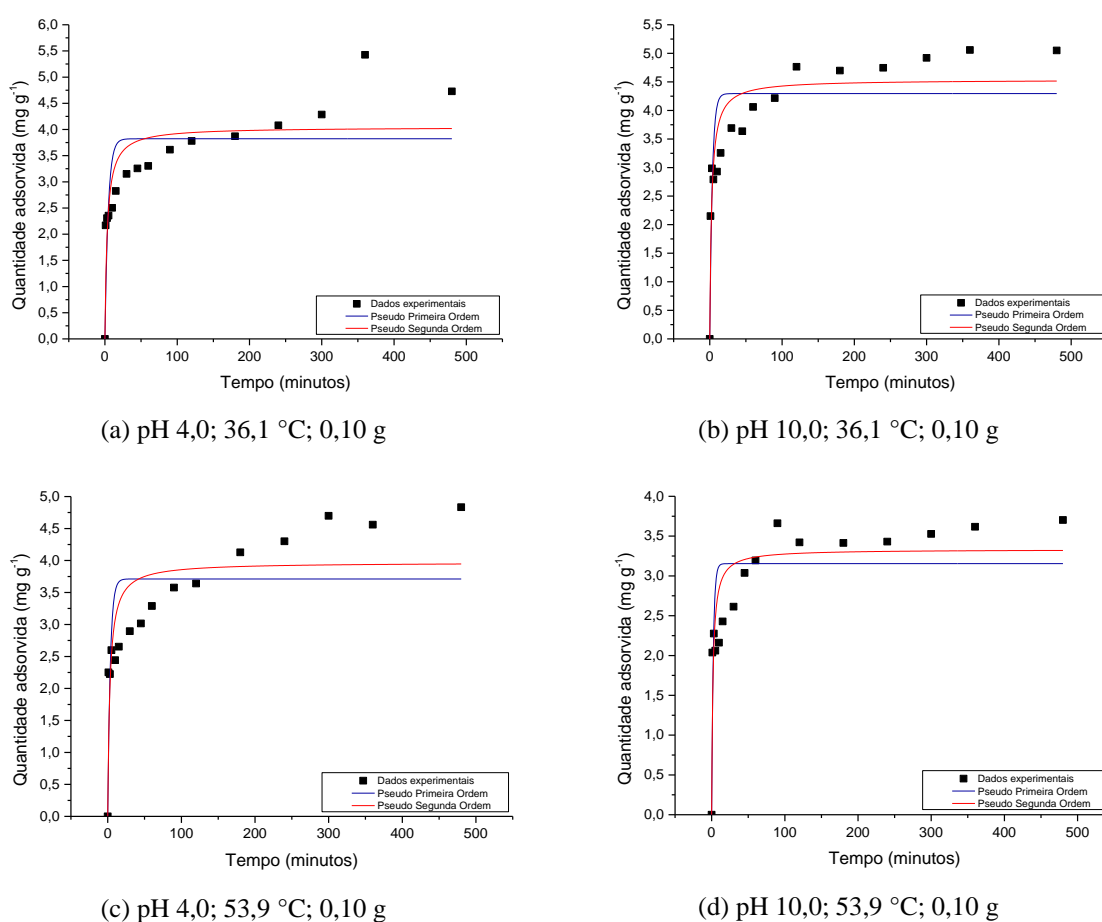 6,0
5,5
5,0
4,5
4,0
3,5
3,0
2,5
2,0
1,5
1,0
0,5
0,0
Quantidade adsorvida (mg g⁻¹)
Dados experimentais
Pseudo Primeira Ordem
Pseudo Segunda Ordem
0 100 200 300 400 500
Tempo (minutos)
(a) pH 4,0; 36,1 °C; 0,10 g
5,5
5,0
4,5
4,0
3,5
3,0
2,5
2,0
1,5
1,0
0,5
0,0
Quantidade adsorvida (mg g⁻¹)
Dados experimentais
Pseudo Primeira Ordem
Pseudo Segunda Ordem
0 100 200 300 400 500
Tempo (minutos)
(b) pH 10,0; 36,1 °C; 0,10 g
5,0
4,5
4,0
3,5
3,0
2,5
2,0
1,5
1,0
0,5
0,0
Quantidade adsorvida (mg g⁻¹)
Dados experimentais
Pseudo Primeira Ordem
Pseudo Segunda Ordem
0 100 200 300 400 500
Tempo (minutos)
(c) pH 4,0; 53,9 °C; 0,10 g
4,0
3,5
3,0
2,5
2,0
1,5
1,0
0,5
0,0
Quantidade adsorvida (mg g⁻¹)
Dados experimentais
Pseudo Primeira Ordem
Pseudo Segunda Ordem
0 100 200 300 400 500
Tempo (minutos)
(d) pH 10,0; 53,9 °C; 0,10 g